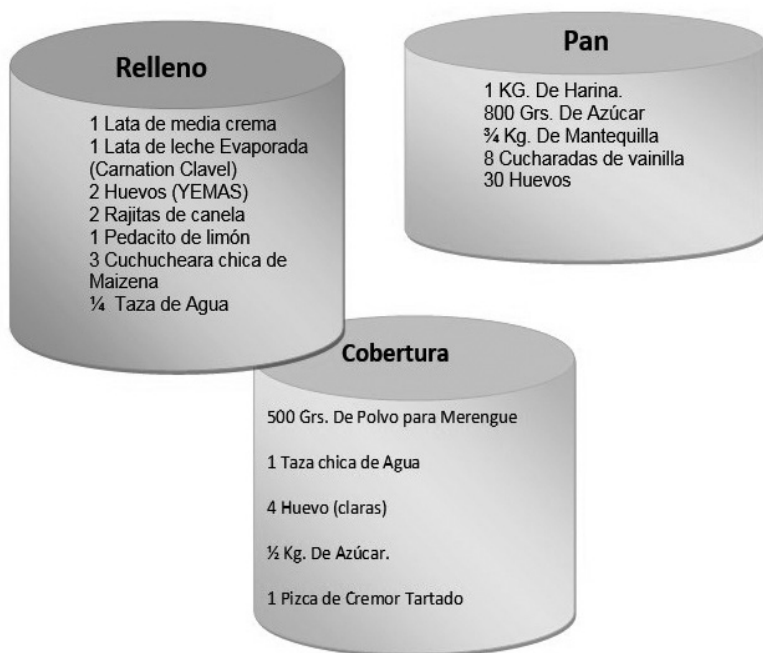 Relleno
1 Lata de media crema
1 Lata de leche Evaporada
(Carnation Clavel)
2 Huevos (YEMAS)
2 Rajitas de canela
1 Pedacito de limón
3 Cuchucheara chica de
Maizena
¼ Taza de Agua
Pan
1 KG. De Harina.
800 Grs. De Azúcar
¾ Kg. De Mantequilla
8 Cucharadas de vainilla
30 Huevos
Cobertura
500 Grs. De Polvo para Merengue
1 Taza chica de Agua
4 Huevo (claras)
½ Kg. De Azúcar.
1 Pizca de Cremor Tartado